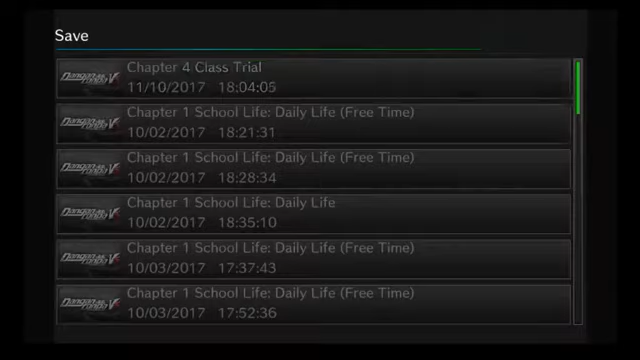 Save
Chapter 4 Class Trial
11/10/2017 18:04:05
Chapter 1 School Life: Daily Life (Free Time)
10/02/2017 18:21:31
Chapter 1 School Life: Daily Life (Free Time)
10/02/2017 18:28:34
Chapter 1 School Life: Daily Life
10/02/2017 18:35:10
Chapter 1 School Life: Daily Life (Free Time)
10/03/2017 17:37:43
Chapter 1 School Life: Daily Life (Free Time)
10/03/2017 17:52:36